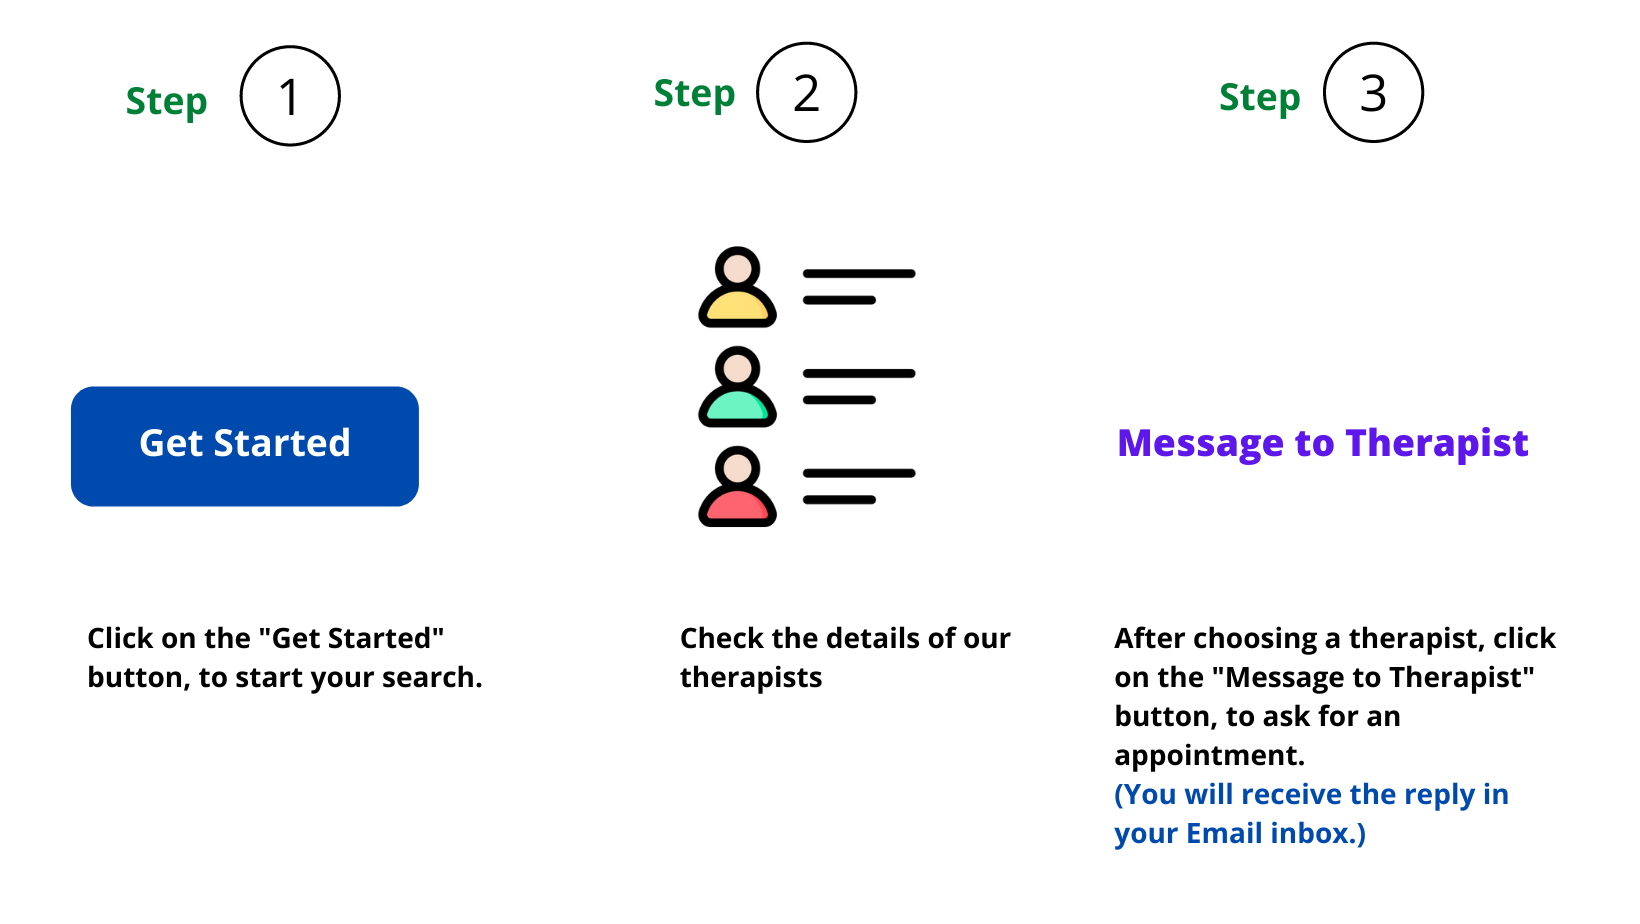 Step 1
Step 2
Step 3
Get Started
Message to Therapist
Click on the "Get Started"
button, to start your search.
Check the details of our
therapists
After choosing a therapist, click
on the "Message to Therapist"
button, to ask for an
appointment.
(You will receive the reply in
your Email inbox.)